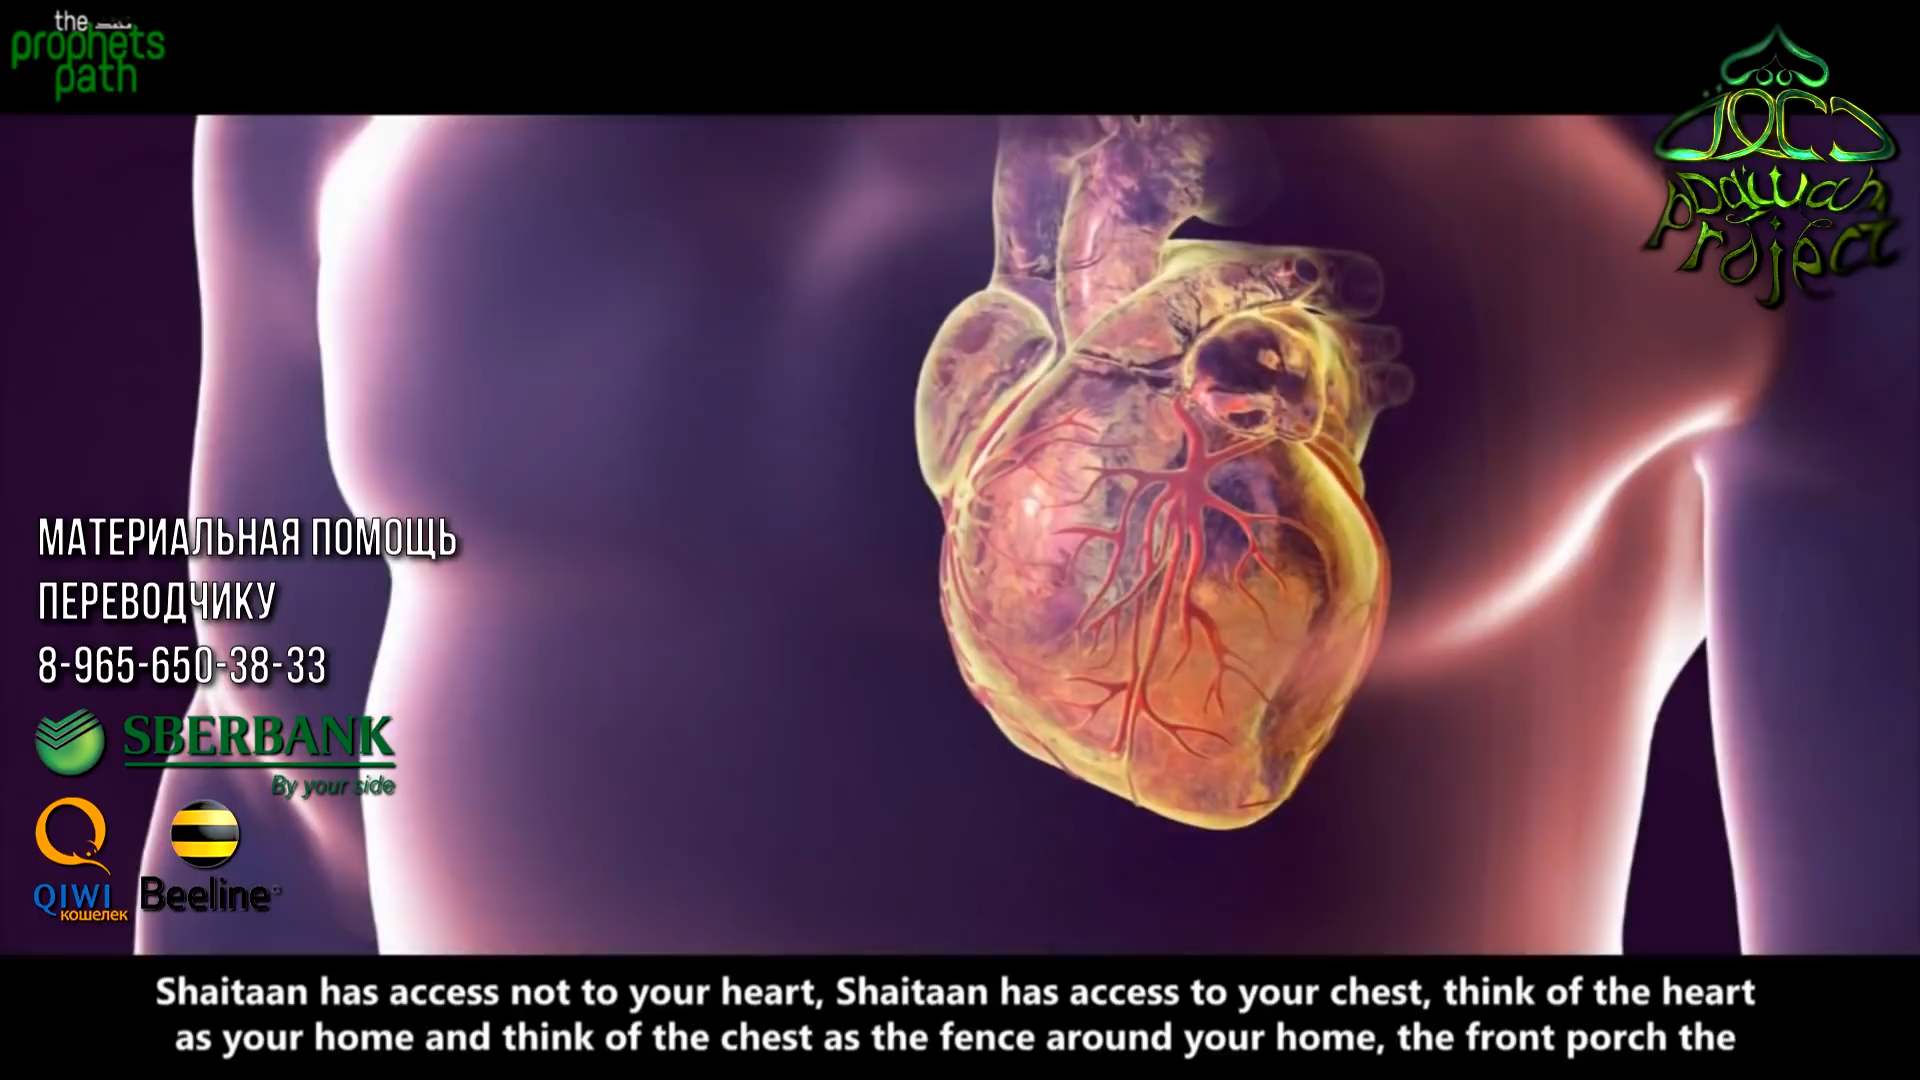 the
prophets
path
Dawah
project
МАТЕРИАЛЬНАЯ ПОМОЩЬ
ПЕРЕВОДЧИКУ
8-965-650-38-33
SBERBANK
By your side
QIWI
КОШЕЛЕК
Beeline
Shaitaan has access not to your heart, Shaitaan has access to your chest, think of the heart
as your home and think of the chest as the fence around your home, the front porch the